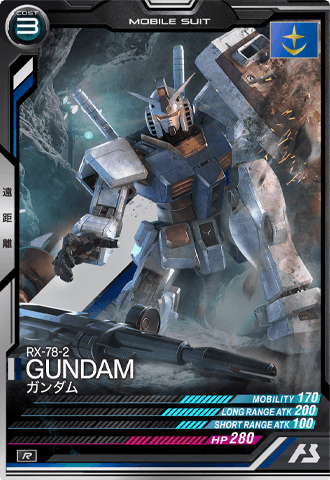 COST
3
MOBILE SUIT
遠距離
RX-78-2
GUNDAM
ガンダム
MOBILITY 170
LONG RANGE ATK 200
SHORT RANGE ATK 100
HP 280
R